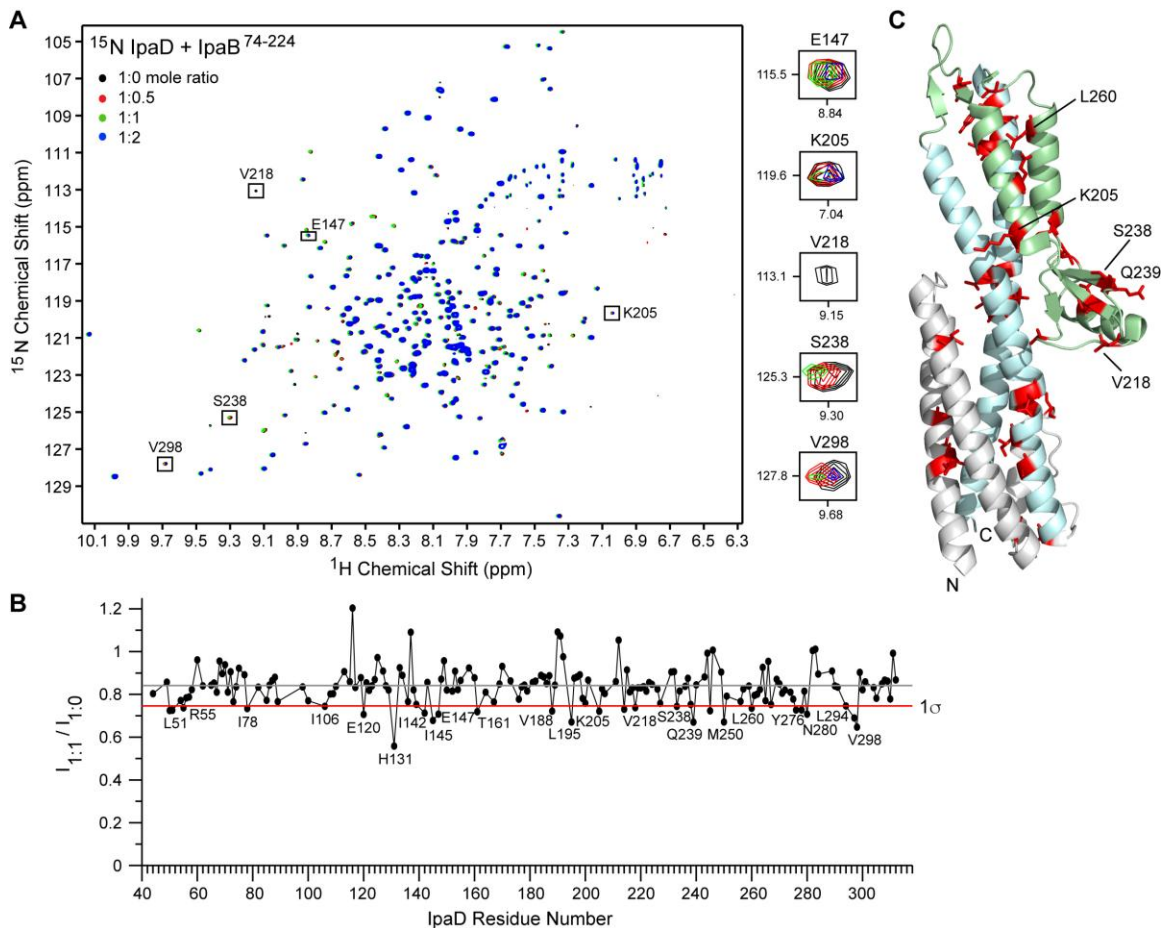 A
15N IpaD + IpaB74-224
1:0 mole ratio
1:0.5
1:1
1:2
V218
E147
K205
S238
V298
105
107
109
111
113
115
117
119
121
123
125
127
129
15N Chemical Shift (ppm)
10.1 9.9 9.7 9.5 9.3 9.1 8.9 8.7 8.5 8.3 8.1 7.9 7.7 7.5 7.3 7.1 6.9 6.7 6.5 6.3
1H Chemical Shift (ppm)
E147
115.5
8.84
K205
119.6
7.04
V218
113.1
9.15
S238
125.3
9.30
V298
127.8
9.68
C
L260
K205
S238
Q239
V218
C
N
B
1.2
1
0.8
0.6
0.4
0.2
0
I1:1 / I1:0
1σ
L51
R55
I78
I106
E120
H131
I142
I145
E147
T161
V188
L195
K205
V218
S238
Q239
M250
L260
Y276
N280
L294
V298
40 60 80 100 120 140 160 180 200 220 240 260 280 300
IpaD Residue Number